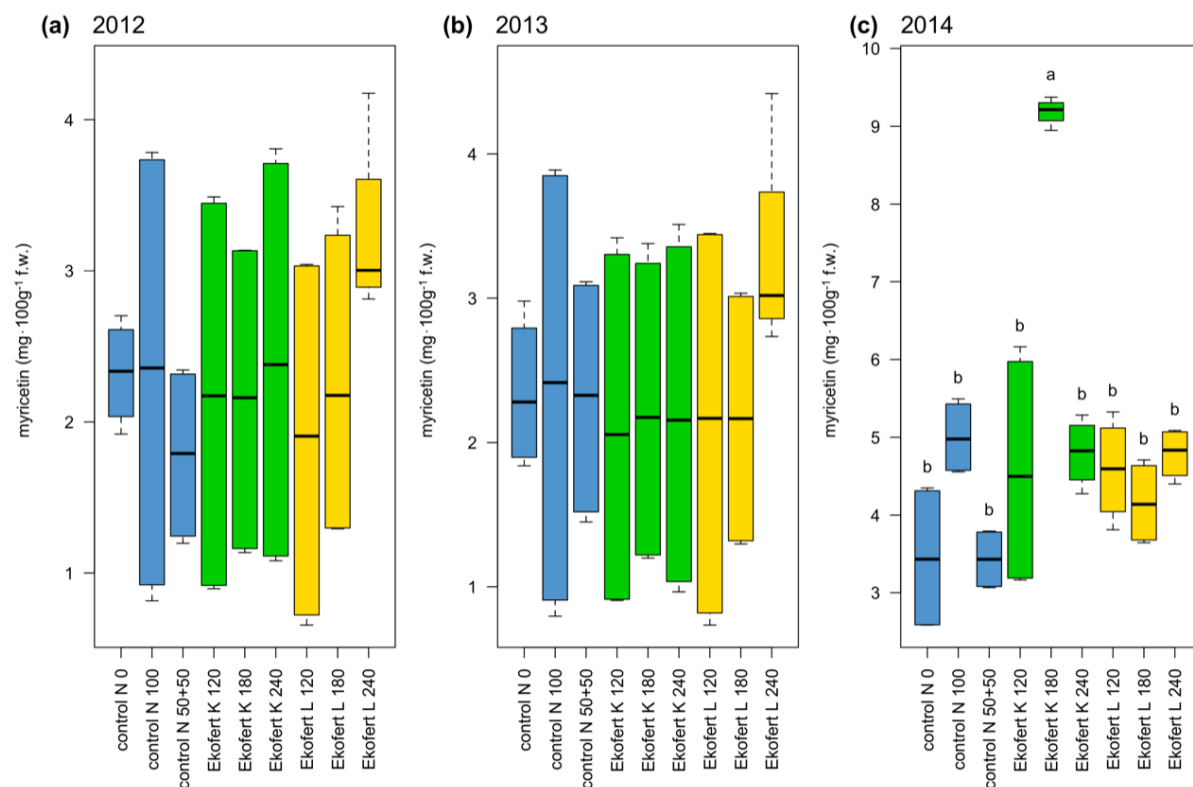 (a) 2012
myricetin (mg·100g⁻¹ f.w.)
4
3
2
1
control N 0
control N 100
control N 50+50
Ekofert K 120
Ekofert K 180
Ekofert K 240
Ekofert L 120
Ekofert L 180
Ekofert L 240
(b) 2013
myricetin (mg·100g⁻¹ f.w.)
4
3
2
1
control N 0
control N 100
control N 50+50
Ekofert K 120
Ekofert K 180
Ekofert K 240
Ekofert L 120
Ekofert L 180
Ekofert L 240
(c) 2014
myricetin (mg·100g⁻¹ f.w.)
10
9
8
7
6
5
4
3
b
b
b
b
a
b
b
b
b
control N 0
control N 100
control N 50+50
Ekofert K 120
Ekofert K 180
Ekofert K 240
Ekofert L 120
Ekofert L 180
Ekofert L 240